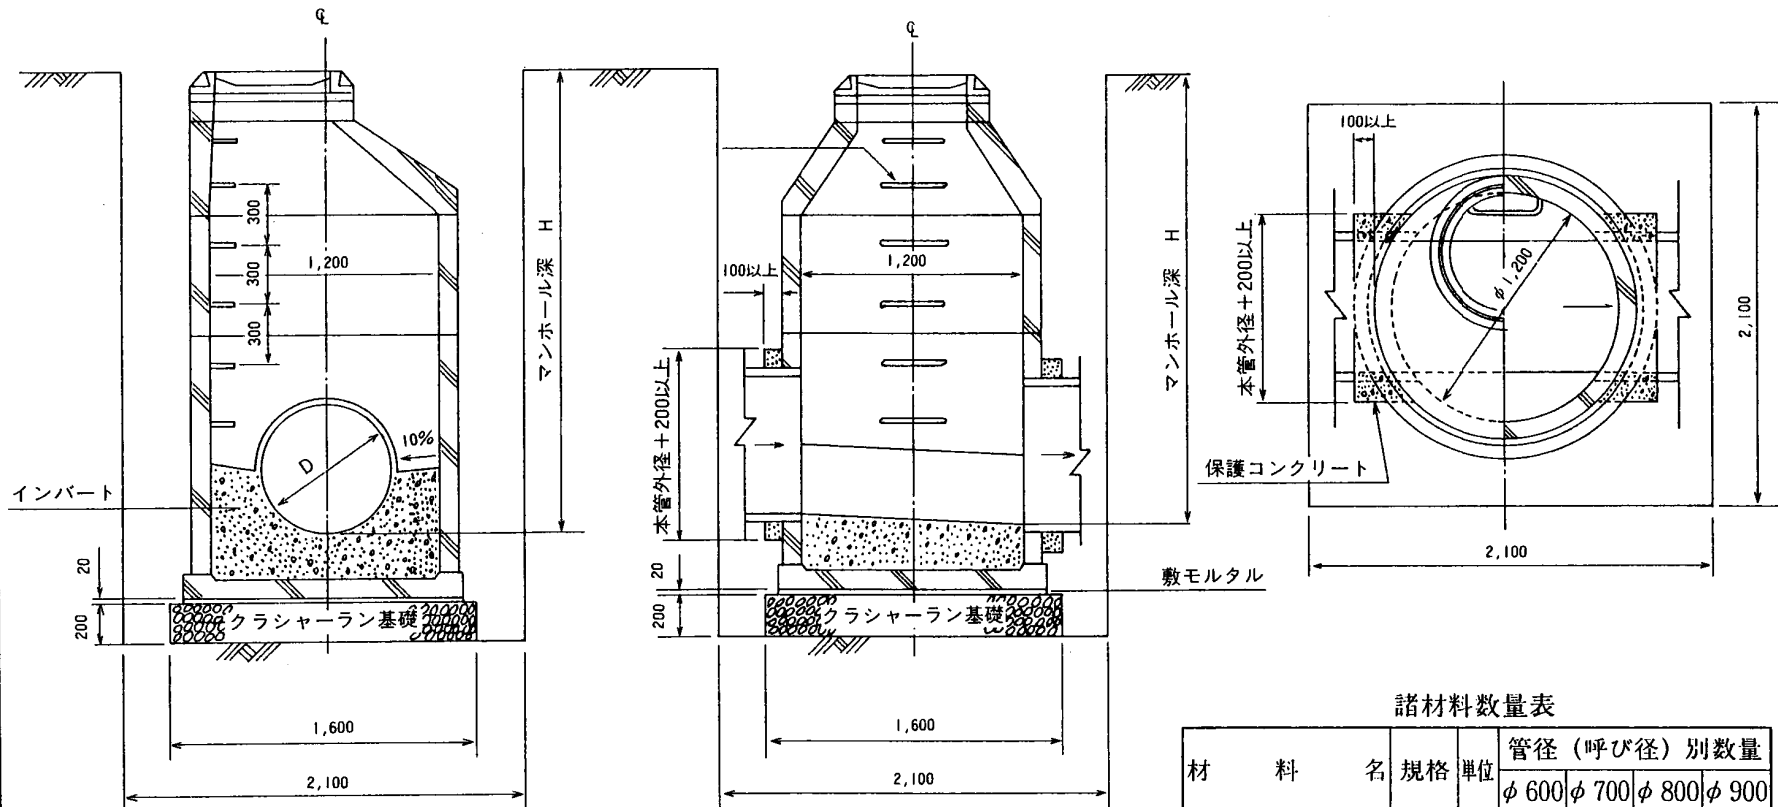 ℄
マンホール深 H
300
300
300
1,200
10%
D
インバート
20
200
クラシャーラン基礎
1,600
2,100
℄
マンホール深 H
1,200
100以上
本管外径+200以上
20
200
敷モルタル
クラシャーラン基礎
1,600
2,100
100以上
本管外径+200以上
φ1,200
保護コンクリート
2,100
2,100
諸材料数量表
材 料 名 規格 単位 管径（呼び径）別数量
φ600 φ700 φ800 φ900